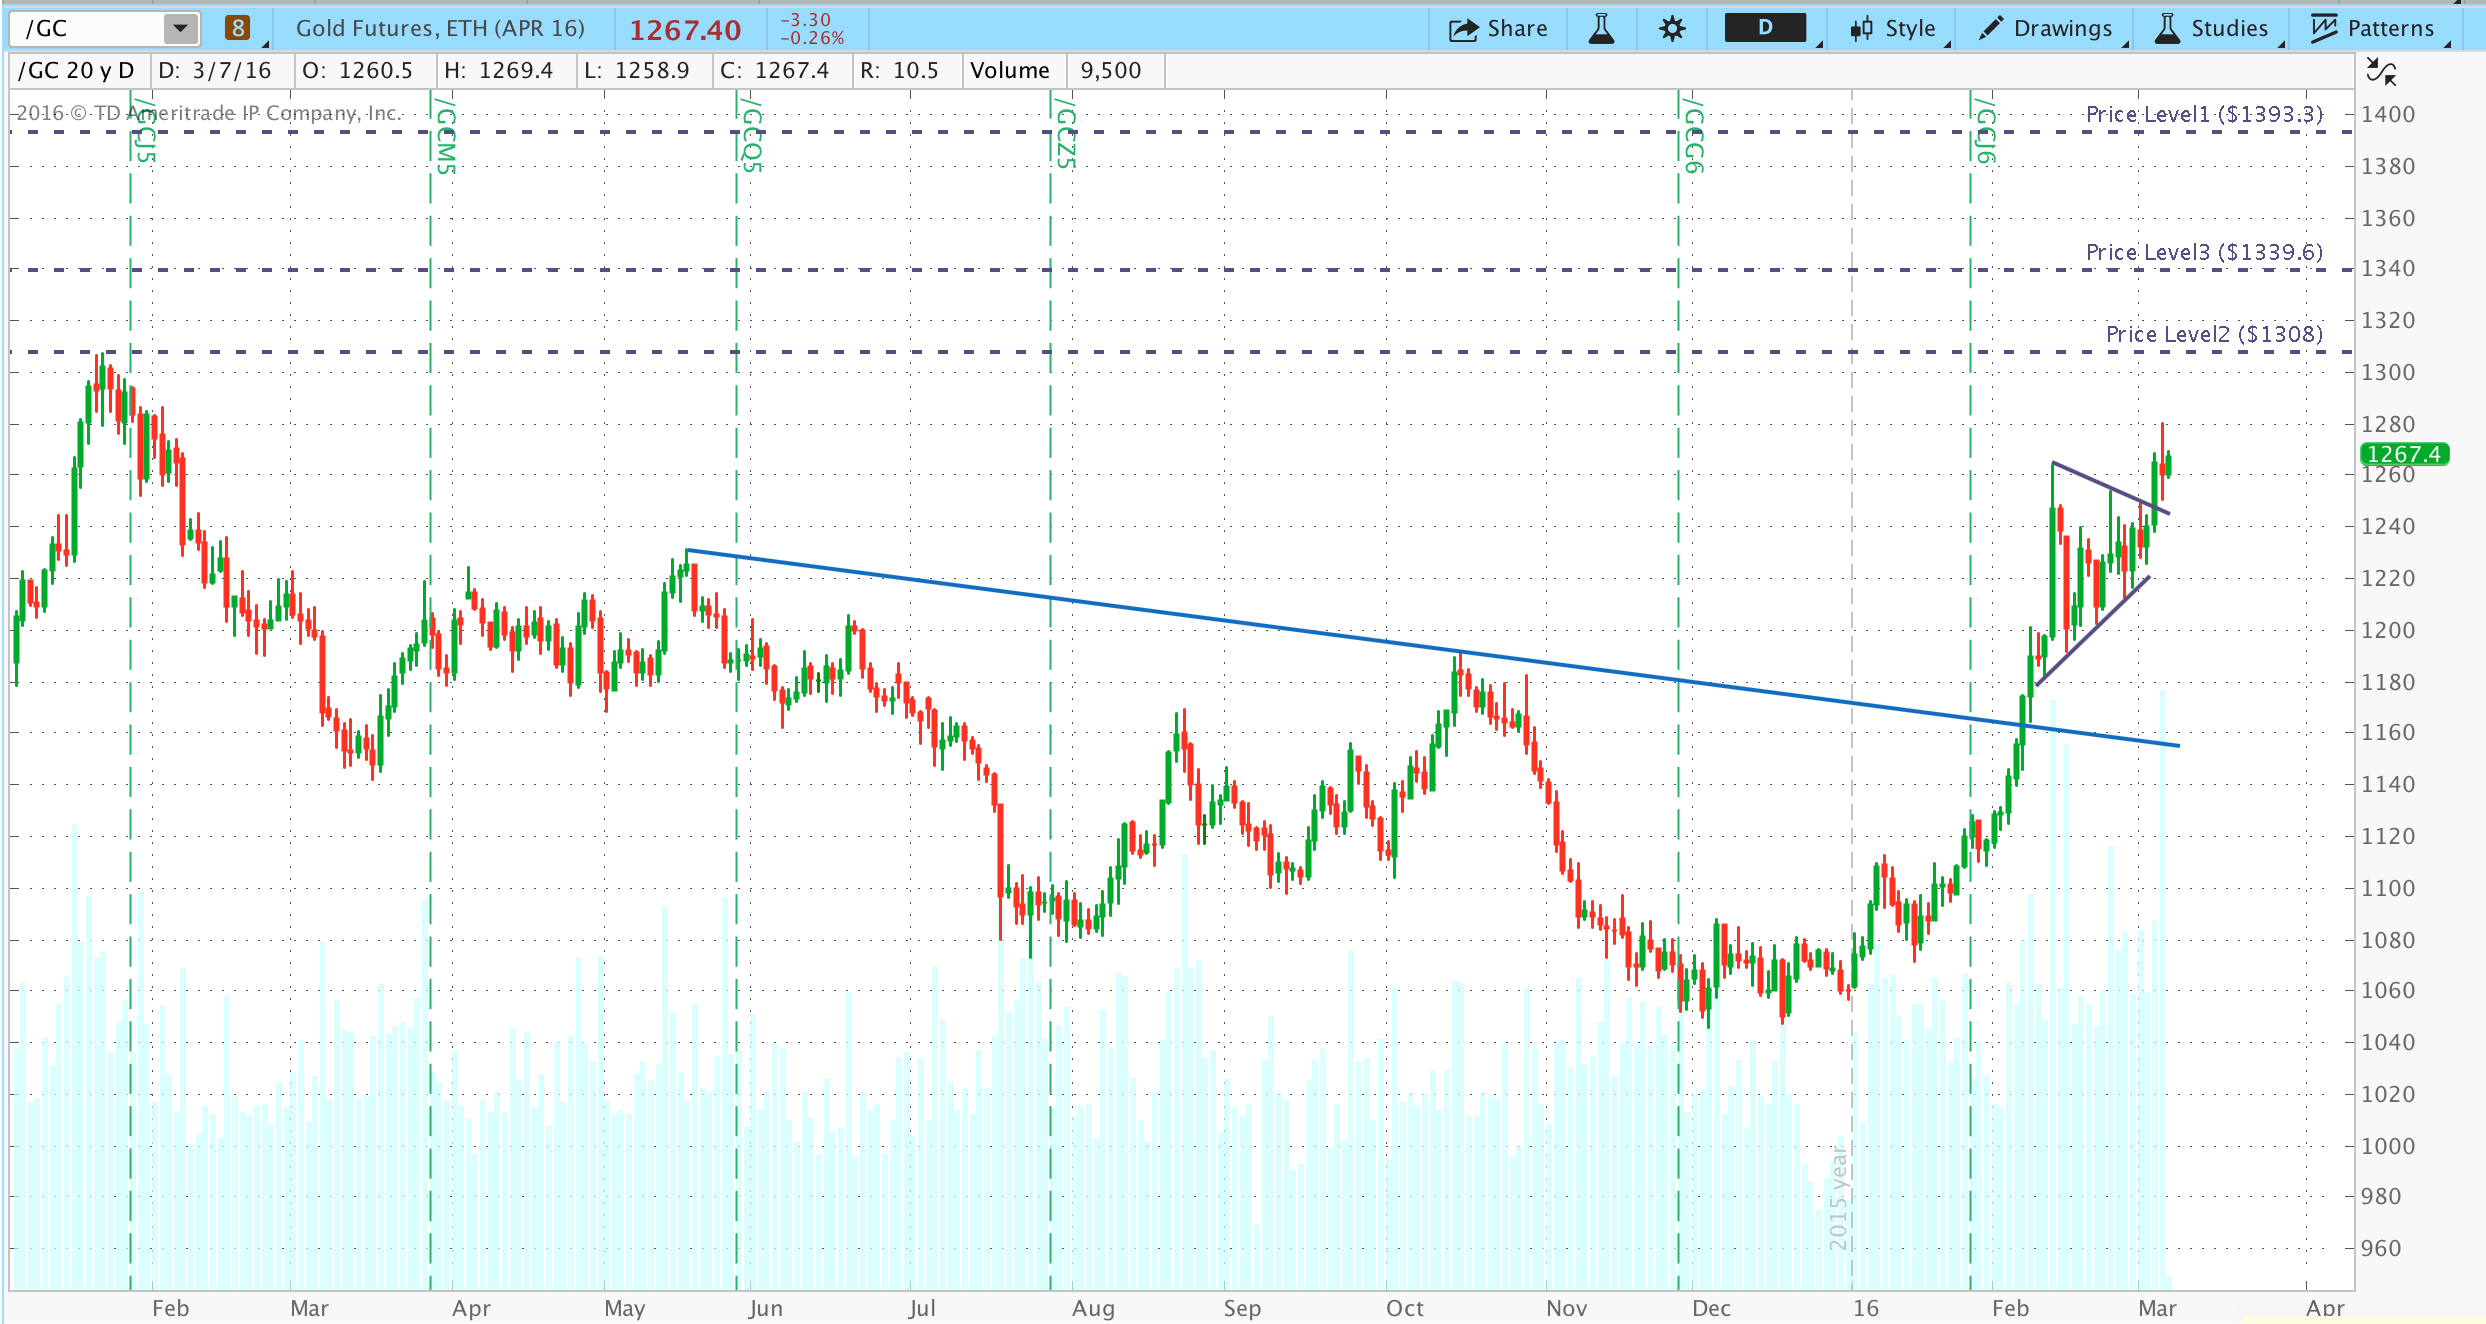 /GC 8 Gold Futures, ETH (APR 16) 1267.40 -3.30 -0.26% Share D Style Drawings Studies Patterns
/GC 20 y D D: 3/7/16 O: 1260.5 H: 1269.4 L: 1258.9 C: 1267.4 R: 10.5 Volume 9,500
2016 © TD Ameritrade IP Company, Inc.
/GCJ5
/GCM5
/GCQ5
/GCZ5
/GCG6
/GCJ6
Price Level1 ($1393.3)
Price Level3 ($1339.6)
Price Level2 ($1308)
1400
1380
1360
1340
1320
1300
1280
1267.4
1260
1240
1220
1200
1180
1160
1140
1120
1100
1080
1060
1040
1020
1000
980
960
2015 year
Feb Mar Apr May Jun Jul Aug Sep Oct Nov Dec 16 Feb Mar Apr